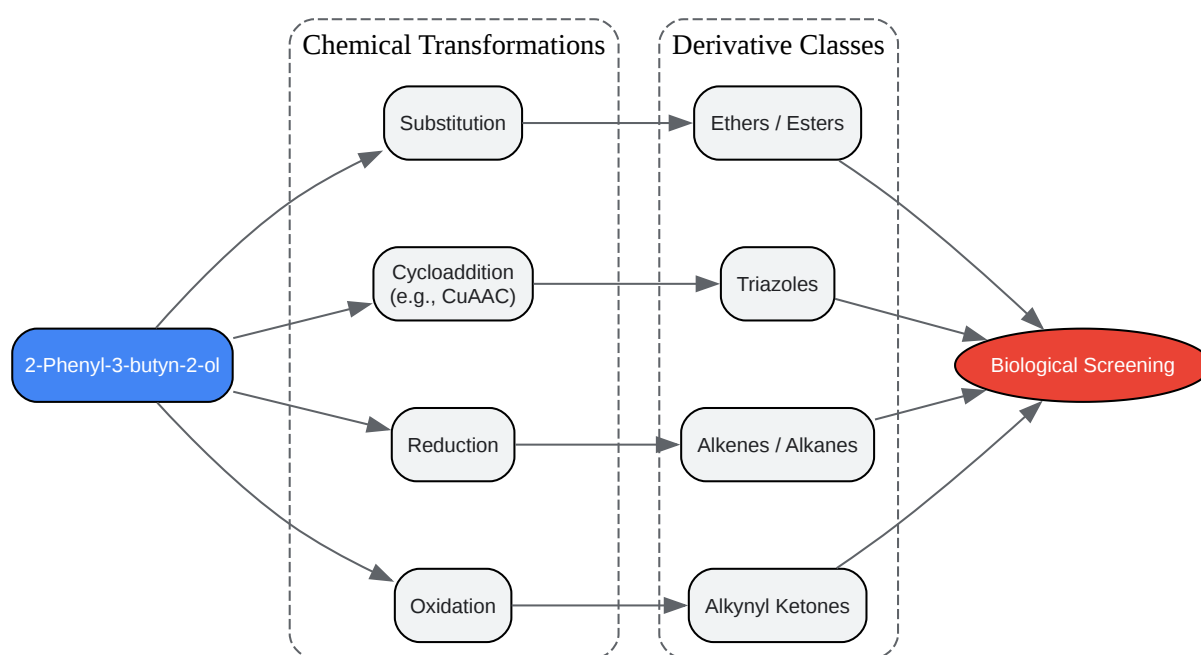 Chemical Transformations
Derivative Classes
Substitution
Ethers / Esters
Cycloaddition
(e.g., CuAAC)
Triazoles
2-Phenyl-3-butyn-2-ol
Biological Screening
Reduction
Alkenes / Alkanes
Oxidation
Alkynyl Ketones